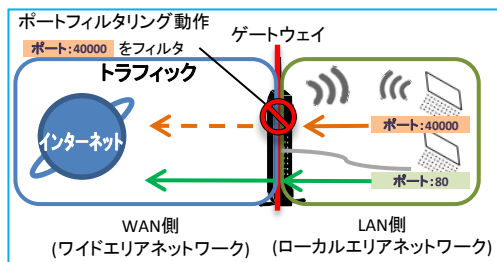 ポートフィルタリング動作
ポート:40000 をフィルタ
ゲートウェイ
トラフィック
インターネット
ポート:40000
ポート:80
WAN側
(ワイドエリアネットワーク)
LAN側
(ローカルエリアネットワーク)